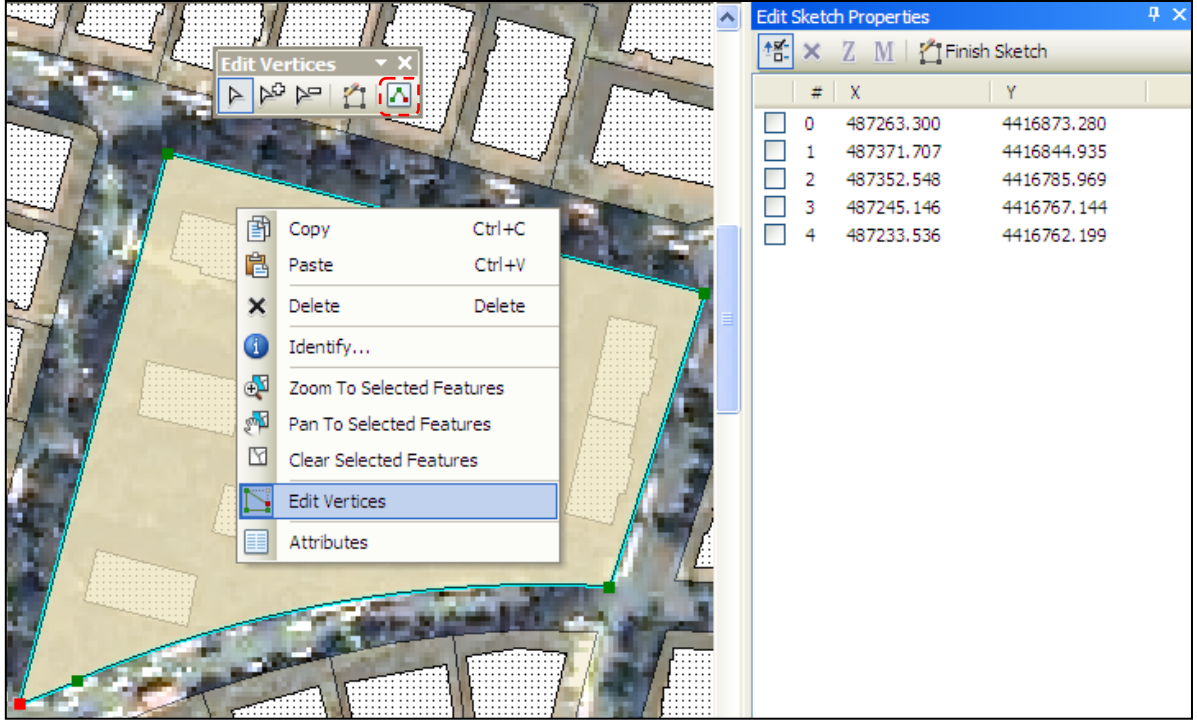 Edit Vertices
Copy Ctrl+C
Paste Ctrl+V
Delete Delete
Identify...
Zoom To Selected Features
Pan To Selected Features
Clear Selected Features
Edit Vertices
Attributes
Edit Sketch Properties
Z M Finish Sketch
# X Y
0 487263.300 4416873.280
1 487371.707 4416844.935
2 487352.548 4416785.969
3 487245.146 4416767.144
4 487233.536 4416762.199